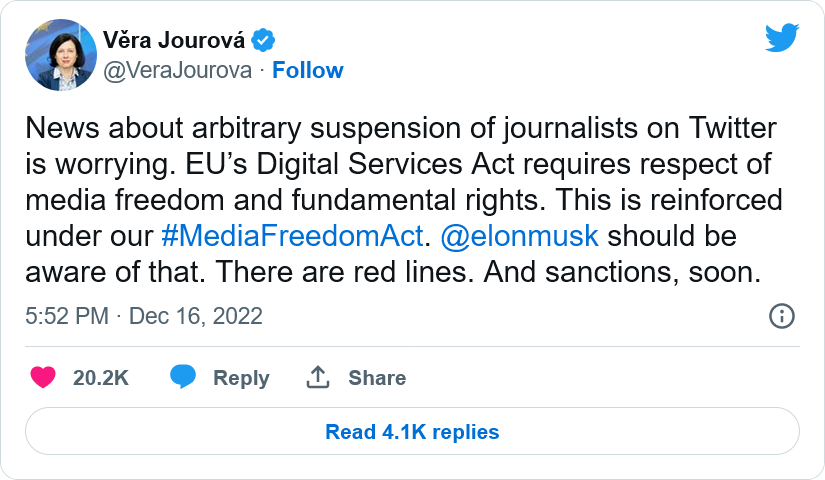 Věra Jourová
@VeraJourova · Follow
News about arbitrary suspension of journalists on Twitter
is worrying. EU’s Digital Services Act requires respect of
media freedom and fundamental rights. This is reinforced
under our #MediaFreedomAct. @elonmusk should be
aware of that. There are red lines. And sanctions, soon.
5:52 PM · Dec 16, 2022
20.2K Reply Share
Read 4.1K replies